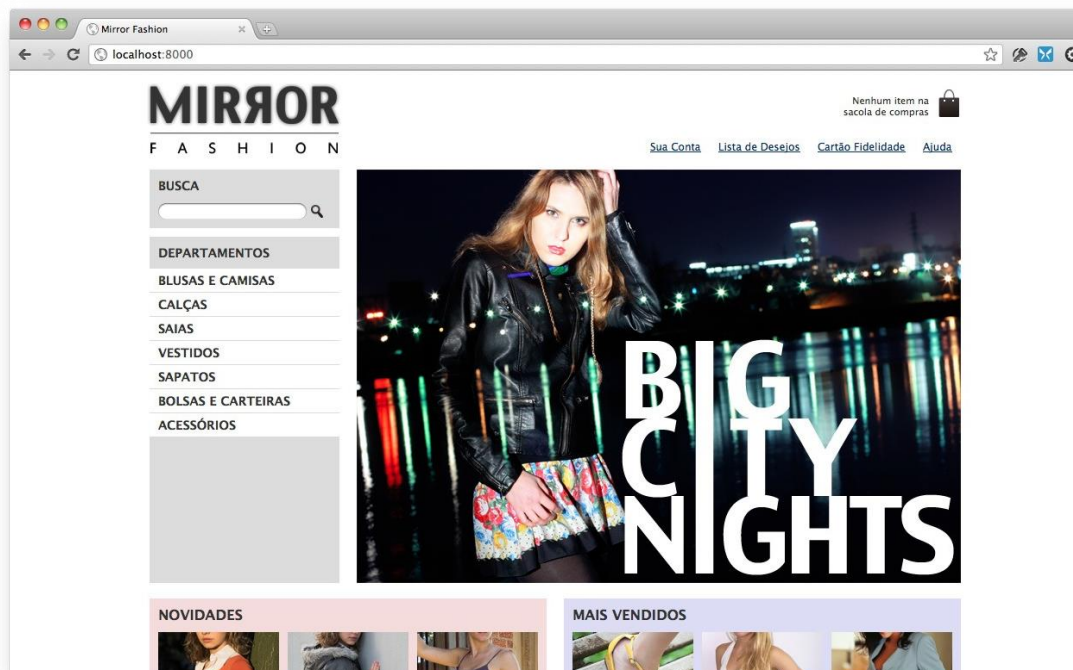 Mirror Fashion
localhost:8000
MIRЯOR
FASHION
Nenhum item na
sacola de compras
Sua Conta Lista de Desejos Cartão Fidelidade Ajuda
BUSCA
DEPARTAMENTOS
BLUSAS E CAMISAS
CALÇAS
SAIAS
VESTIDOS
SAPATOS
BOLSAS E CARTEIRAS
ACESSÓRIOS
BIG
CITY
NIGHTS
NOVIDADES
MAIS VENDIDOS